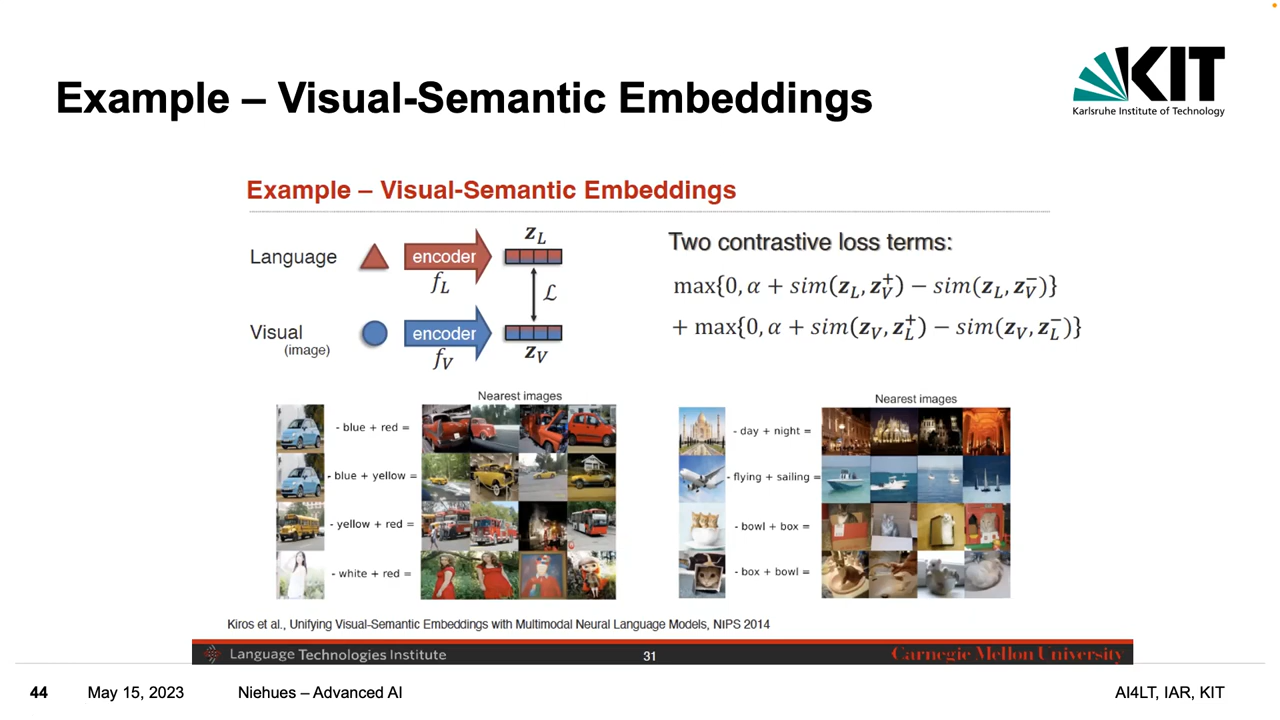 Example – Visual-Semantic Embeddings
KIT
Karlsruhe Institute of Technology
Example – Visual-Semantic Embeddings
Language
encoder
f_L
z_L
ℒ
Visual
(image)
encoder
f_V
z_V
Two contrastive loss terms:
max{0, α + sim(z_L, z_V^+) − sim(z_L, z_V^−)}
+ max{0, α + sim(z_V, z_L^+) − sim(z_V, z_L^−)}
Nearest images
- blue + red =
- blue + yellow =
- yellow + red =
- white + red =
Nearest images
- day + night =
- flying + sailing =
- bowl + box =
- box + bowl =
Kiros et al., Unifying Visual-Semantic Embeddings with Multimodal Neural Language Models, NIPS 2014
Language Technologies Institute
31
Carnegie Mellon University
44 May 15, 2023 Niehues – Advanced AI AI4LT, IAR, KIT